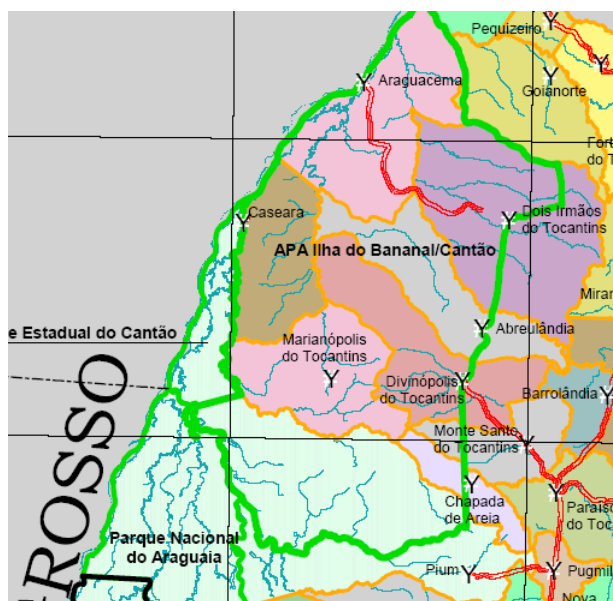 Pequizeiro
Araguacema
Goianorte
Fort
do T
Caseara
Dois Irmãos
do Tocantins
APA Ilha do Bananal/Cantão
Miran
e Estadual do Cantão
Abreulândia
Marianópolis
do Tocantins
Divinópolis
do Tocantins
Barrolândia
Monte Santo
do Tocantins
ROSSO
Chapada
de Areia
Paraís
do Toc
Parque Nacional
do Araguaia
Pium
Pugmil
Nova